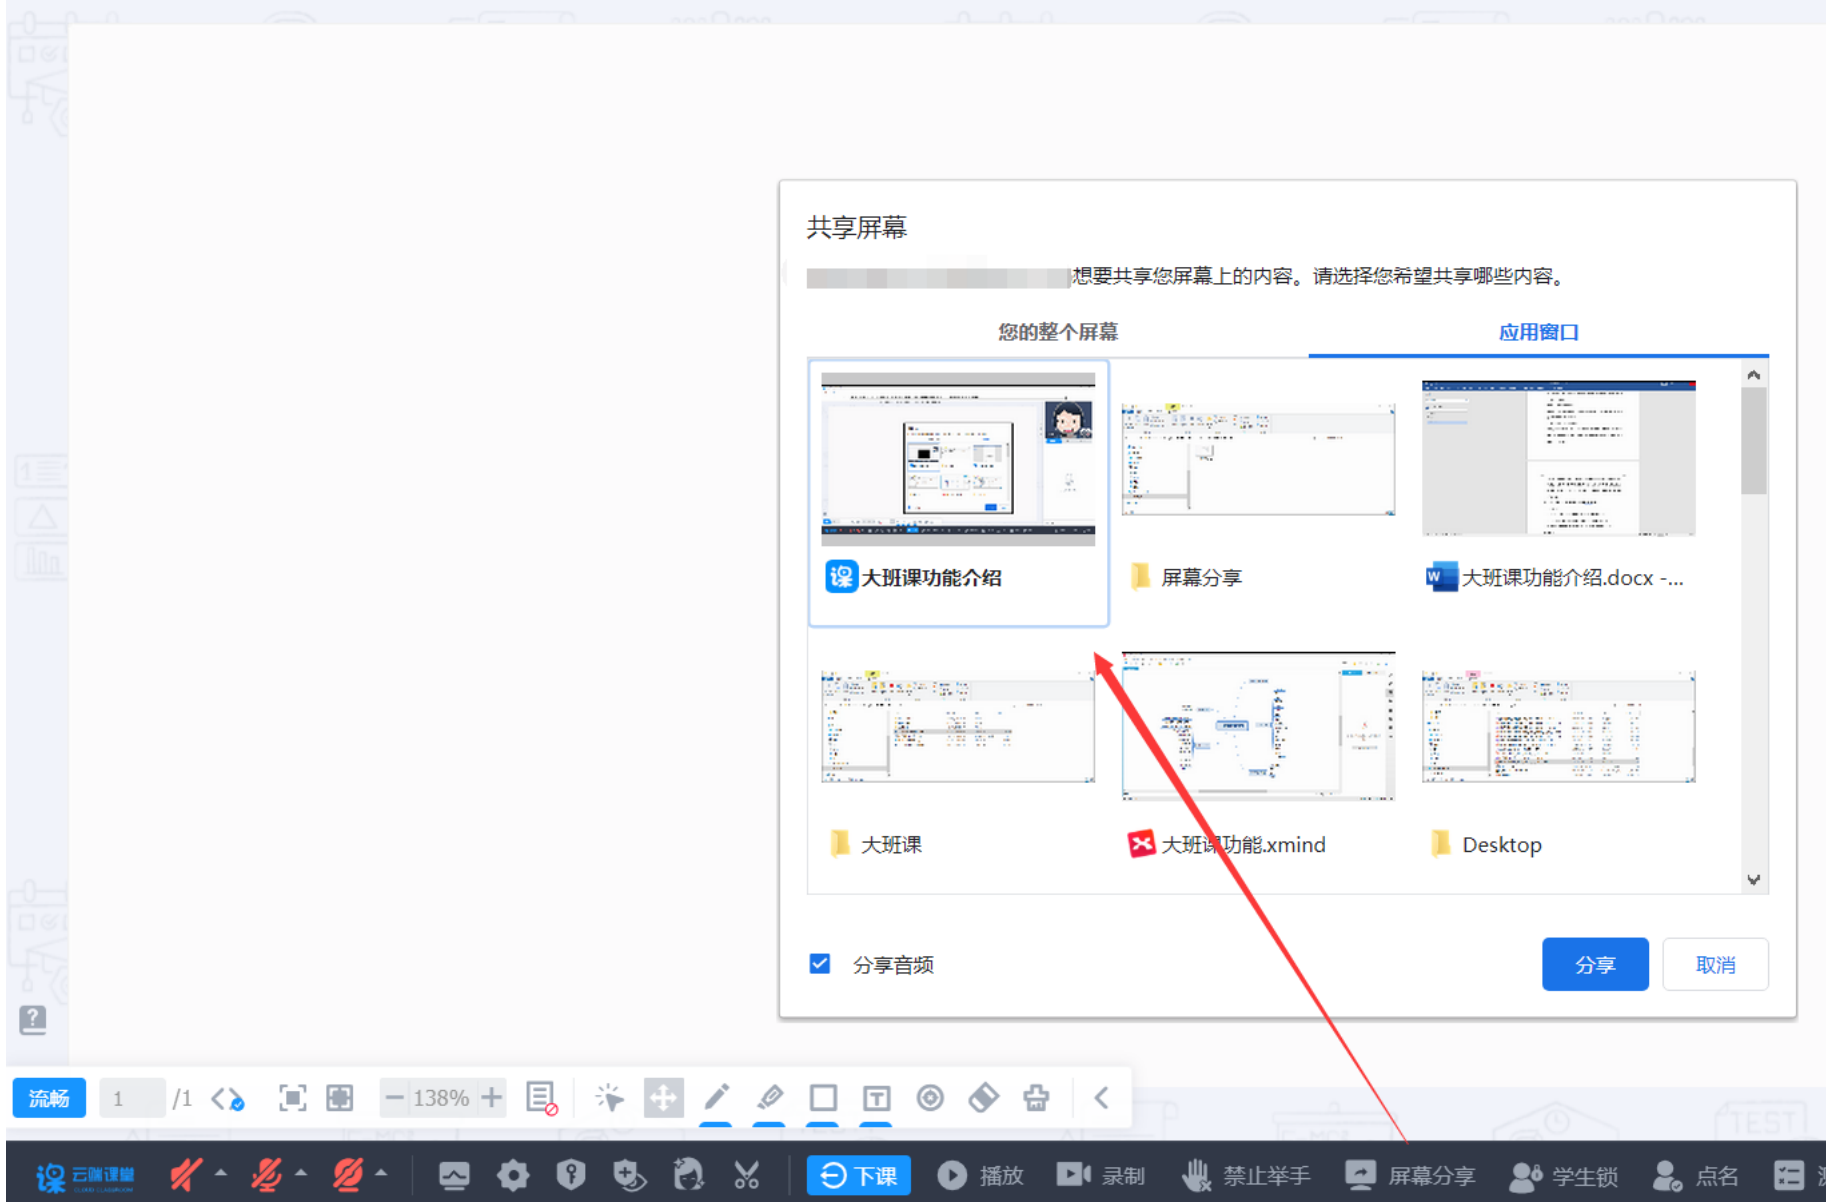 共享屏幕
想要共享您屏幕上的内容。请选择您希望共享哪些内容。
您的整个屏幕
应用窗口
大班课功能介绍
屏幕分享
大班课功能介绍.docx -...
大班课
大班课功能.xmind
Desktop
分享音频
分享
取消
流畅
1
/1
138%
云端课堂
下课
播放
录制
禁止举手
屏幕分享
学生锁
点名